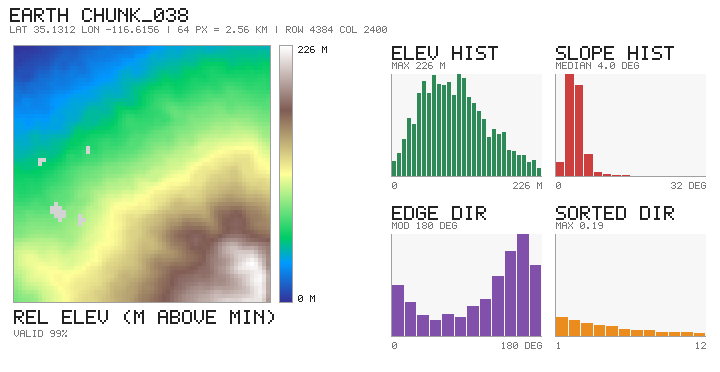 EARTH CHUNK_038
LAT 35.1312 LON -116.6156 | 64 PX = 2.56 KM | ROW 4384 COL 2400
226 M
0 M
REL ELEV (M ABOVE MIN)
VALID 99%
ELEV HIST
MAX 226 M
0 226 M
SLOPE HIST
MEDIAN 4.0 DEG
0 32 DEG
EDGE DIR
MOD 180 DEG
0 180 DEG
SORTED DIR
MAX 0.19
1 12